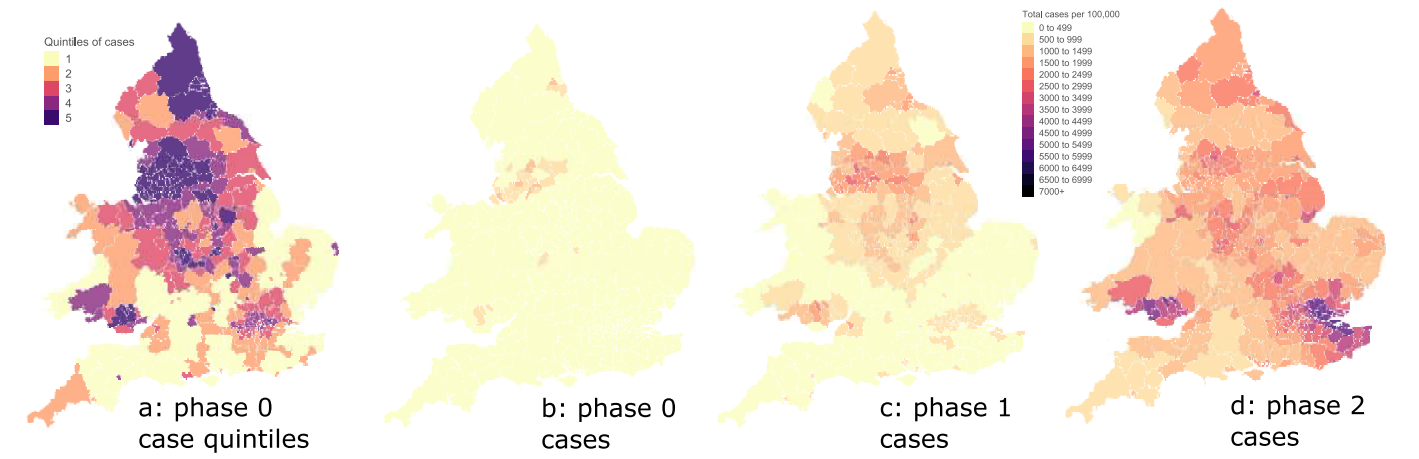 Quintiles of cases
1
2
3
4
5
a: phase 0
case quintiles
b: phase 0
cases
c: phase 1
cases
Total cases per 100,000
0 to 499
500 to 999
1000 to 1499
1500 to 1999
2000 to 2499
2500 to 2999
3000 to 3499
3500 to 3999
4000 to 4499
4500 to 4999
5000 to 5499
5500 to 5999
6000 to 6499
6500 to 6999
7000+
d: phase 2
cases